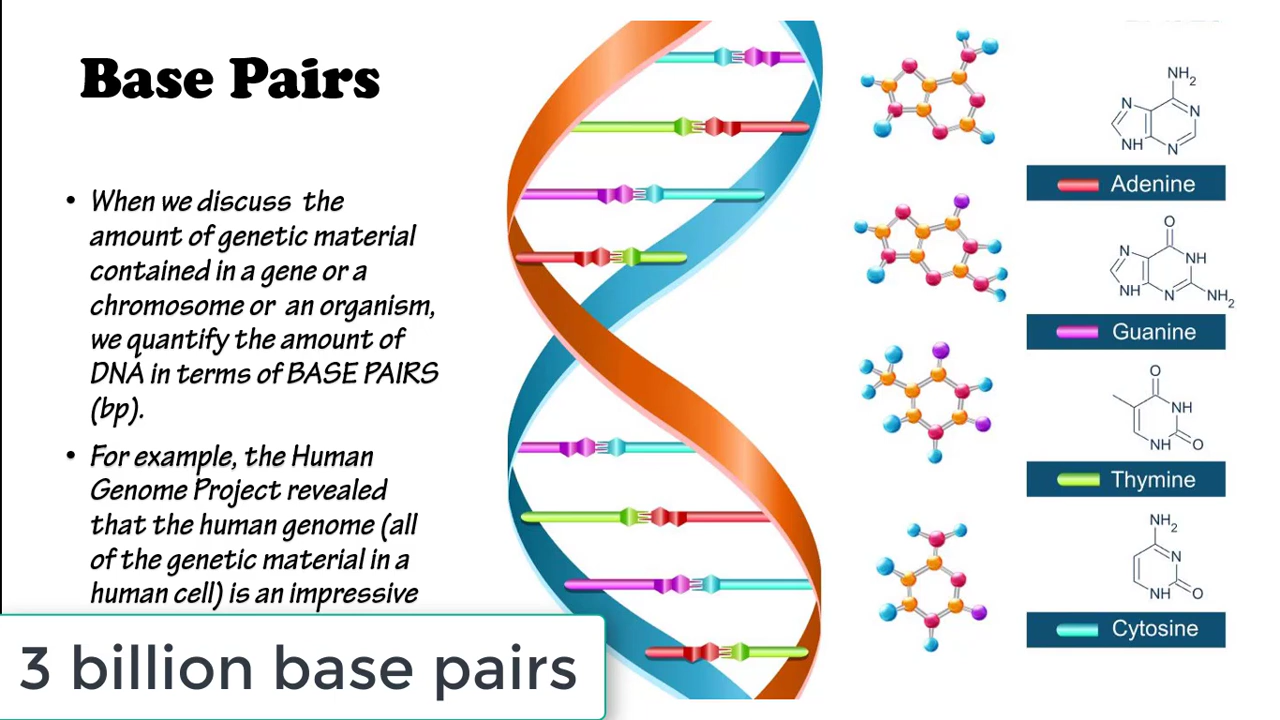 Base Pairs
• When we discuss the
amount of genetic material
contained in a gene or a
chromosome or an organism,
we quantify the amount of
DNA in terms of BASE PAIRS
(bp).
• For example, the Human
Genome Project revealed
that the human genome (all
of the genetic material in a
human cell) is an impressive
3 billion base pairs
NH2
N
N
NH
N
Adenine
O
N
NH
NH
N
NH2
Guanine
O
NH
NH
O
Thymine
NH2
N
NH
O
Cytosine